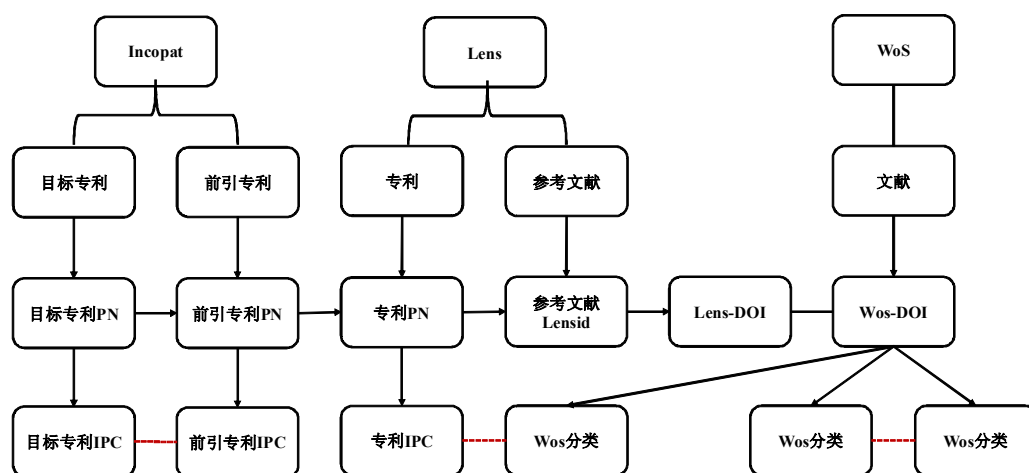 Incopat
Lens
WoS
目标专利
前引专利
专利
参考文献
文献
目标专利PN
前引专利PN
专利PN
参考文献
Lensid
Lens-DOI
Wos-DOI
目标专利IPC
前引专利IPC
专利IPC
Wos分类
Wos分类
Wos分类